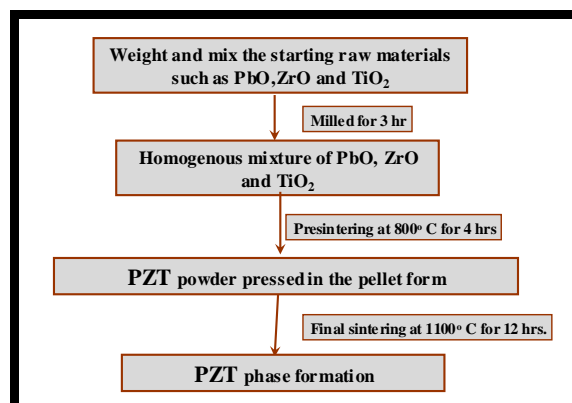 Weight and mix the starting raw materials
such as PbO,ZrO and TiO₂
Milled for 3 hr
Homogenous mixture of PbO, ZrO
and TiO₂
Presintering at 800° C for 4 hrs
PZT powder pressed in the pellet form
Final sintering at 1100° C for 12 hrs.
PZT phase formation